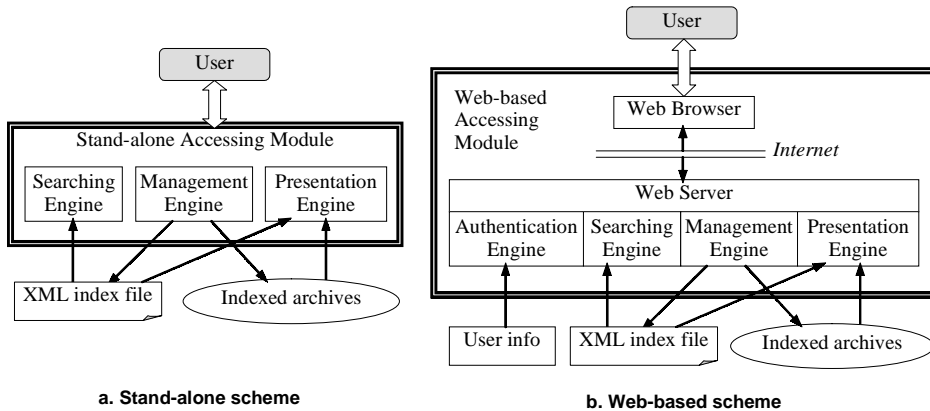 User
Stand-alone Accessing Module
Searching
Engine
Management
Engine
Presentation
Engine
XML index file
Indexed archives
a. Stand-alone scheme
User
Web-based
Accessing
Module
Web Browser
Internet
Web Server
Authentication
Engine
Searching
Engine
Management
Engine
Presentation
Engine
User info
XML index file
Indexed archives
b. Web-based scheme